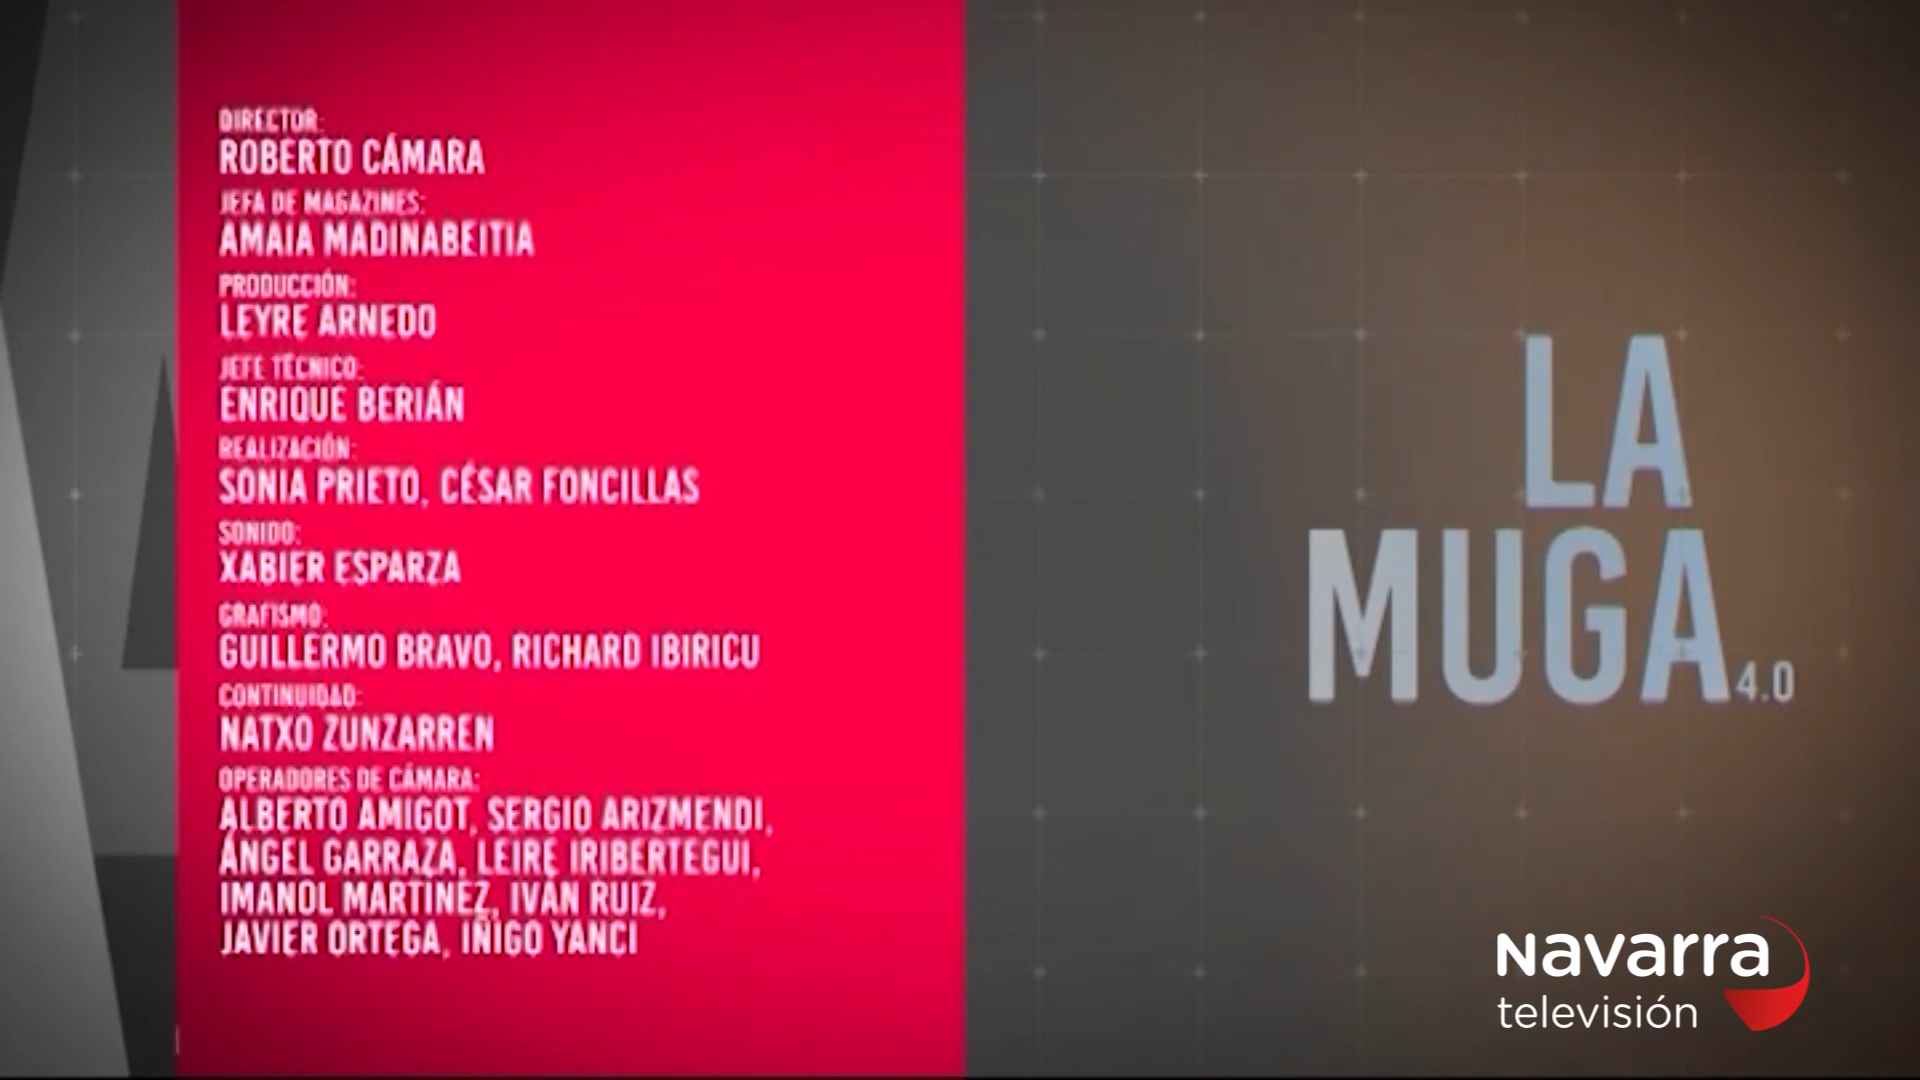 DIRECTOR:
ROBERTO CÁMARA
JEFA DE MAGAZINES:
AMAIA MADINABEITIA
PRODUCCIÓN:
LEYRE ARNEDO
JEFE TÉCNICO:
ENRIQUE BERIÁN
REALIZACIÓN:
SONIA PRIETO, CÉSAR FONCILLAS
SONIDO:
XABIER ESPARZA
GRAFISMO:
GUILLERMO BRAVO, RICHARD IBIRICU
CONTINUIDAD:
NATXO ZUNZARREN
OPERADORES DE CÁMARA:
ALBERTO AMIGOT, SERGIO ARIZMENDI,
ÁNGEL GARRAZA, LEIRE IRIBERTEGUI,
IMANOL MARTÍNEZ, IVÁN RUIZ,
JAVIER ORTEGA, IÑIGO YANCI
LA
MUGA 4.0
Navarra
televisión